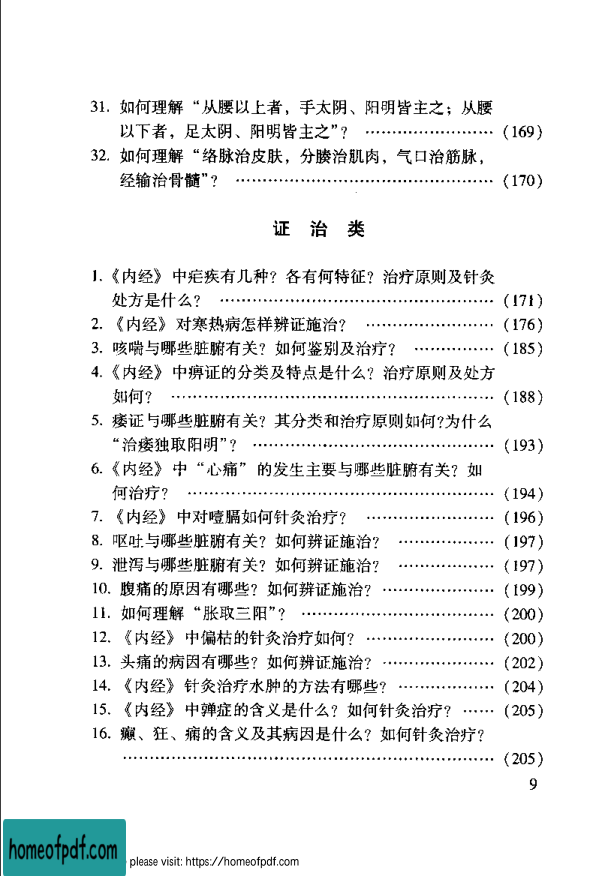 31. 如何理解“从腰以上者，手太阴、阳明皆主之；从腰
以下者，足太阴、阳明皆主之”？ …………………… (169)
32. 如何理解“络脉治皮肤，分腠治肌肉，气口治筋脉，
经输治骨髓”？ ………………………………………… (170)
证 治 类
1.《内经》中疟疾有几种？各有何特征？治疗原则及针灸
处方是什么？ …………………………………………… (171)
2. 《内经》对寒热病怎样辨证施治？ …………………… (176)
3. 咳喘与哪些脏腑有关？如何鉴别及治疗？ …………… (185)
4.《内经》中痹证的分类及特点是什么？治疗原则及处方
如何？ …………………………………………………… (188)
5. 痿证与哪些脏腑有关？其分类和治疗原则如何?为什么
“治痿独取阳明”？ ……………………………………… (193)
6.《内经》中“心痛”的发生主要与哪些脏腑有关？如
何治疗？ ………………………………………………… (194)
7. 《内经》中对噎膈如何针灸治疗？ …………………… (196)
8. 呕吐与哪些脏腑有关？如何辨证施治？ ……………… (197)
9. 泄泻与哪些脏腑有关？如何辨证施治？ ……………… (197)
10. 腹痛的原因有哪些？如何辨证施治？ ………………… (199)
11. 如何理解“胀取三阳”？ ……………………………… (200)
12. 《内经》中偏枯的针灸治疗如何？ …………………… (200)
13. 头痛的病因有哪些？如何辨证施治？ ………………… (202)
14. 《内经》针灸治疗水肿的方法有哪些？ ……………… (204)
15. 《内经》中亸症的含义是什么？如何针灸治疗？ …… (205)
16. 癫、狂、痫的含义及其病因是什么？如何针灸治疗？
…………………………………………………………… (205)
9
homeofpdf.com
please visit: https://homeofpdf.com